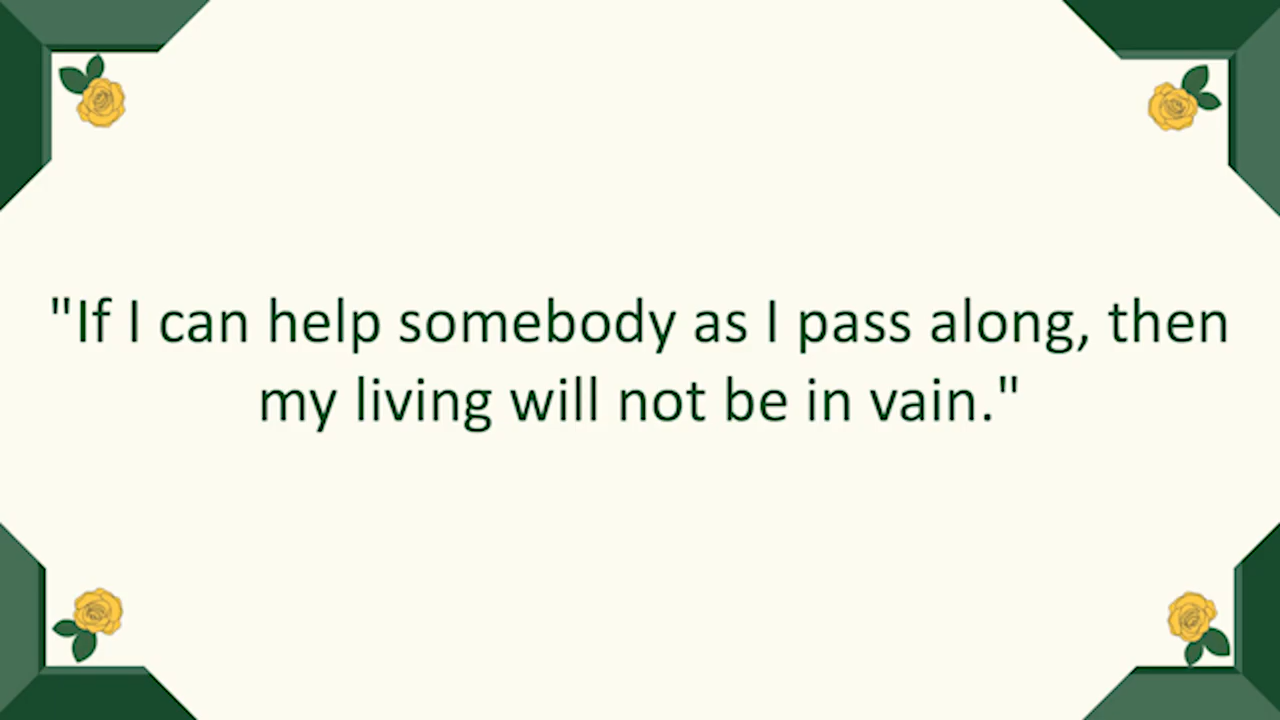 "If I can help somebody as I pass along, then
my living will not be in vain."